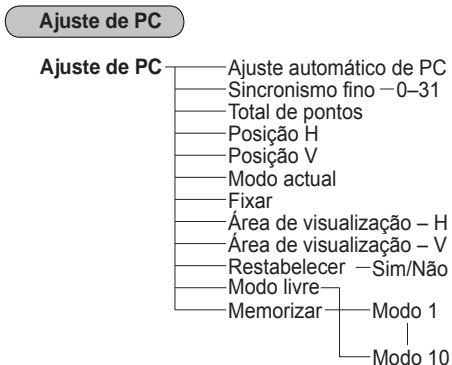 Ajuste de PC
Ajuste de PC Ajuste automático de PC
Sincronismo fino 0–31
Total de pontos
Posição H
Posição V
Modo actual
Fixar
Área de visualização – H
Área de visualização – V
Restabelecer Sim/Não
Modo livre
Memorizar Modo 1
Modo 10